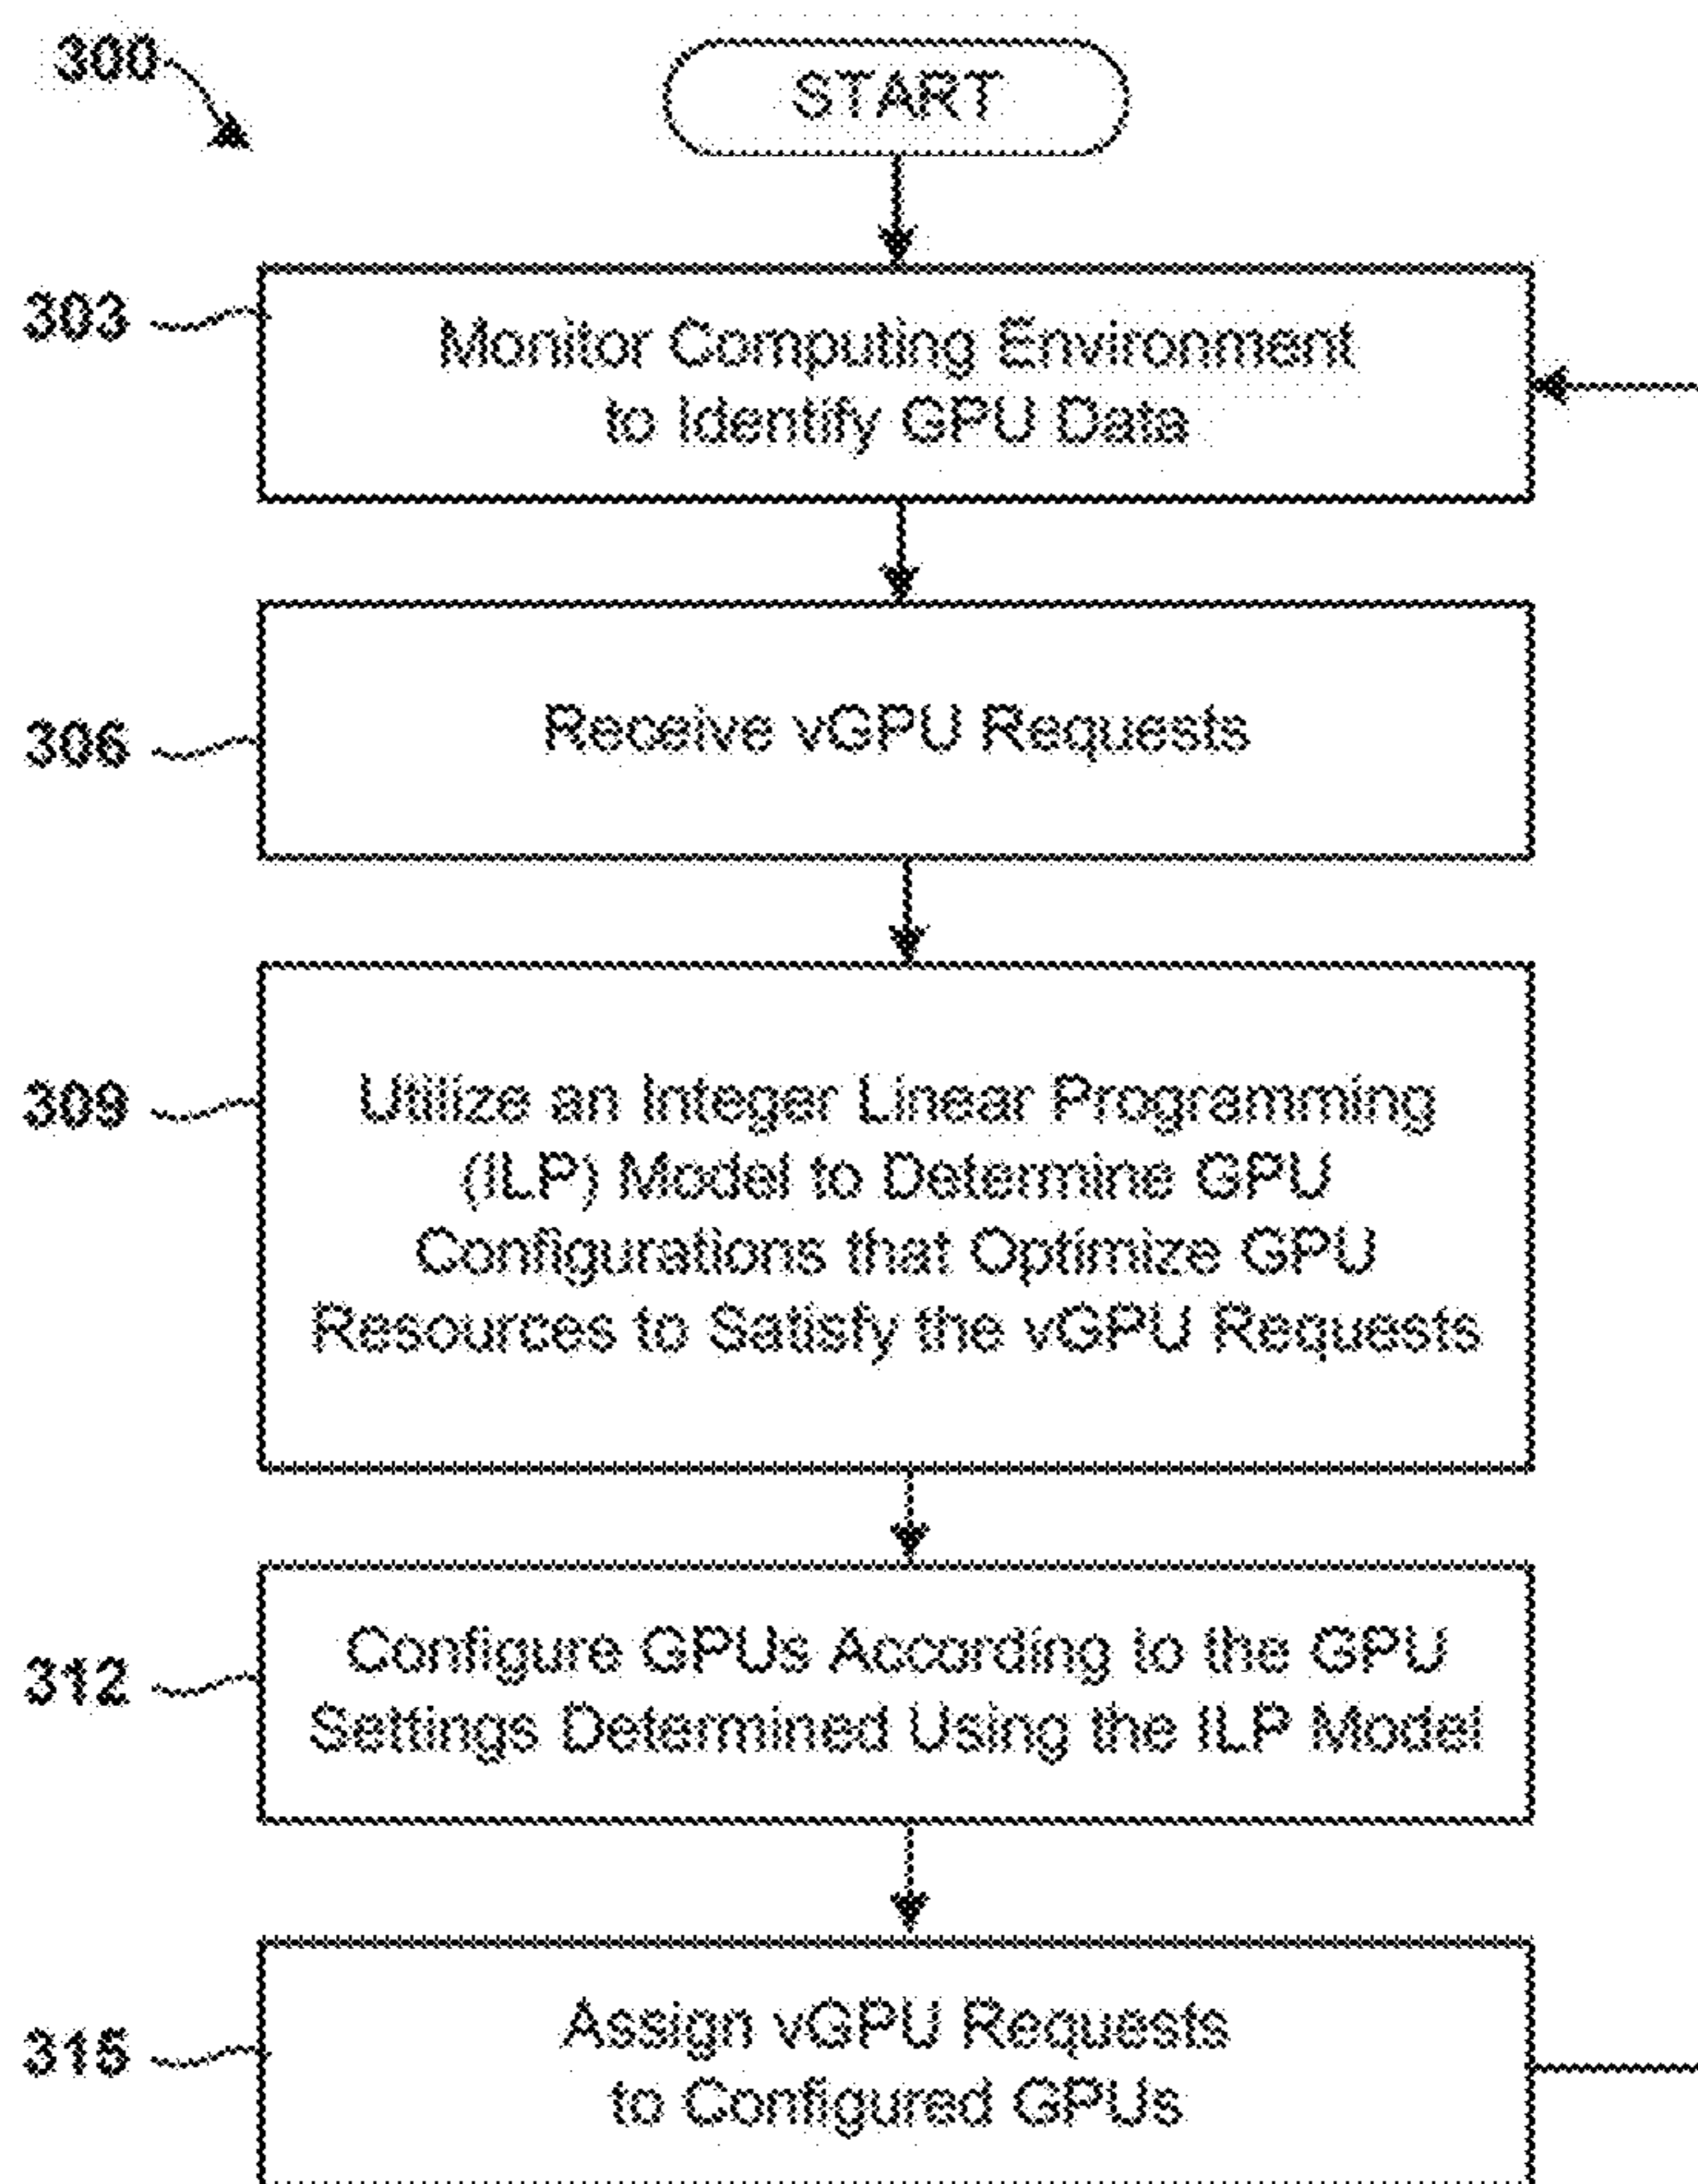 300
START
303
Monitor Computing Environment
to Identify GPU Data
306
Receive vGPU Requests
309
Utilize an Integer Linear Programming
(ILP) Model to Determine GPU
Configurations that Optimize GPU
Resources to Satisfy the vGPU Requests
312
Configure GPUs According to the GPU
Settings Determined Using the ILP Model
315
Assign vGPU Requests
to Configured GPUs